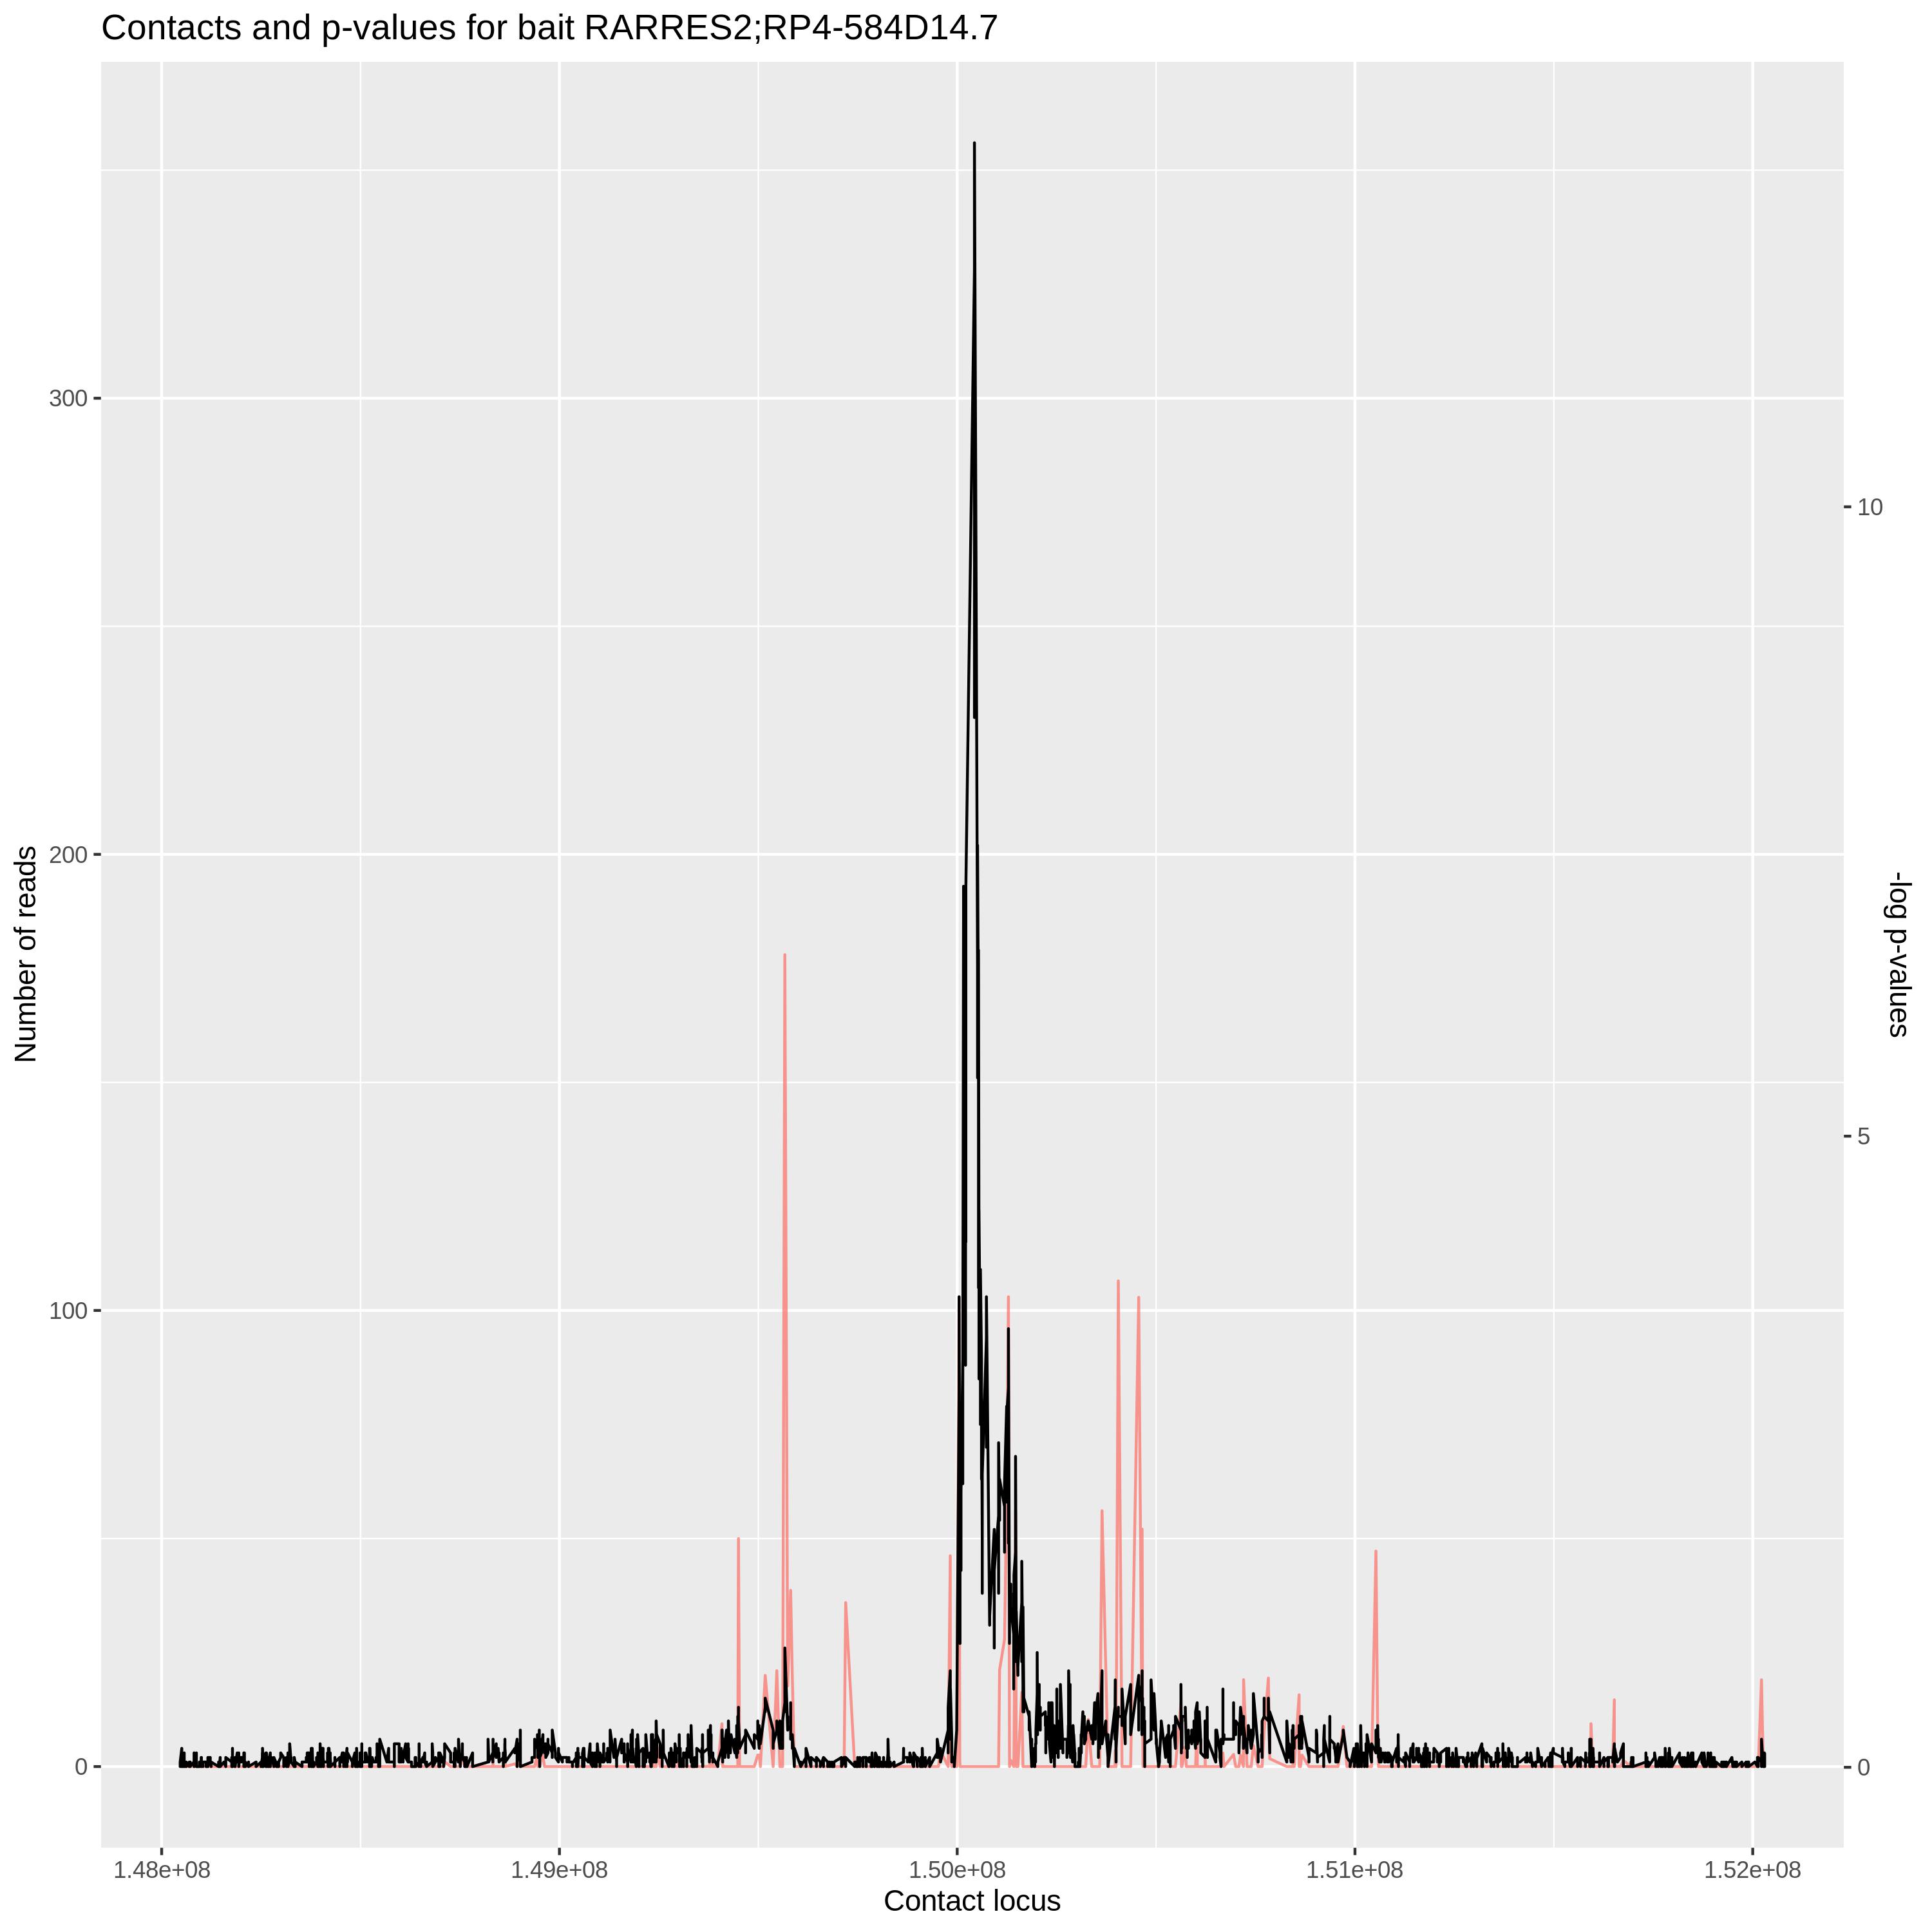 Contacts and p-values for bait RARRES2;RP4-584D14.7
Number of reads
300
200
100
0
10
5
0
-log p-values
1.48e+08 1.49e+08 1.50e+08 1.51e+08 1.52e+08
Contact locus